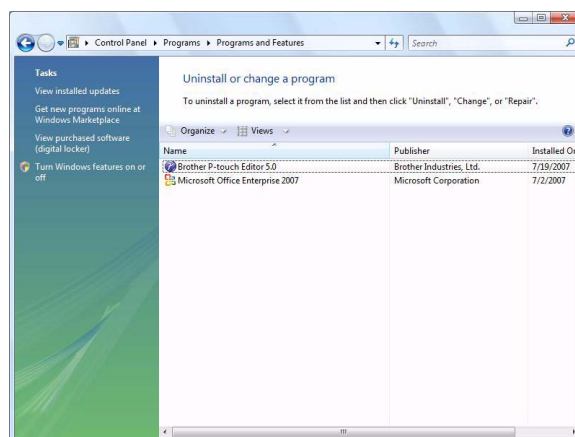 Control Panel Programs Programs and Features
Search
Tasks
View installed updates
Get new programs online at
Windows Marketplace
View purchased software
(digital locker)
Turn Windows features on or
off
Uninstall or change a program
To uninstall a program, select it from the list and then click "Uninstall", "Change", or "Repair".
Organize Views
Name Publisher Installed On
Brother P-touch Editor 5.0 Brother Industries, Ltd. 7/19/2007
Microsoft Office Enterprise 2007 Microsoft Corporation 7/2/2007